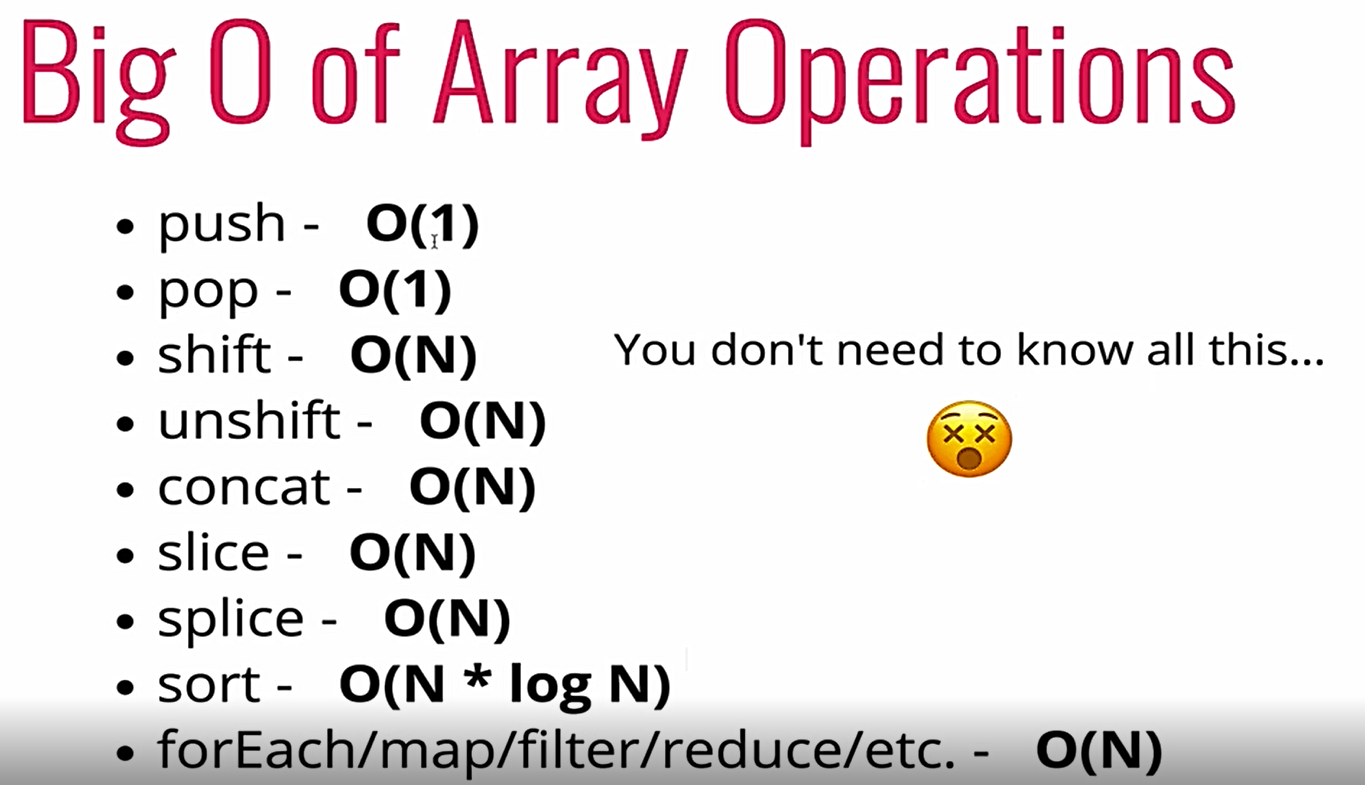 Big O of Array Operations
• push - O(1)
• pop - O(1)
• shift - O(N)
You don't need to know all this...
• unshift - O(N)
• concat - O(N)
• slice - O(N)
• splice - O(N)
• sort - O(N * log N)
• forEach/map/filter/reduce/etc. - O(N)